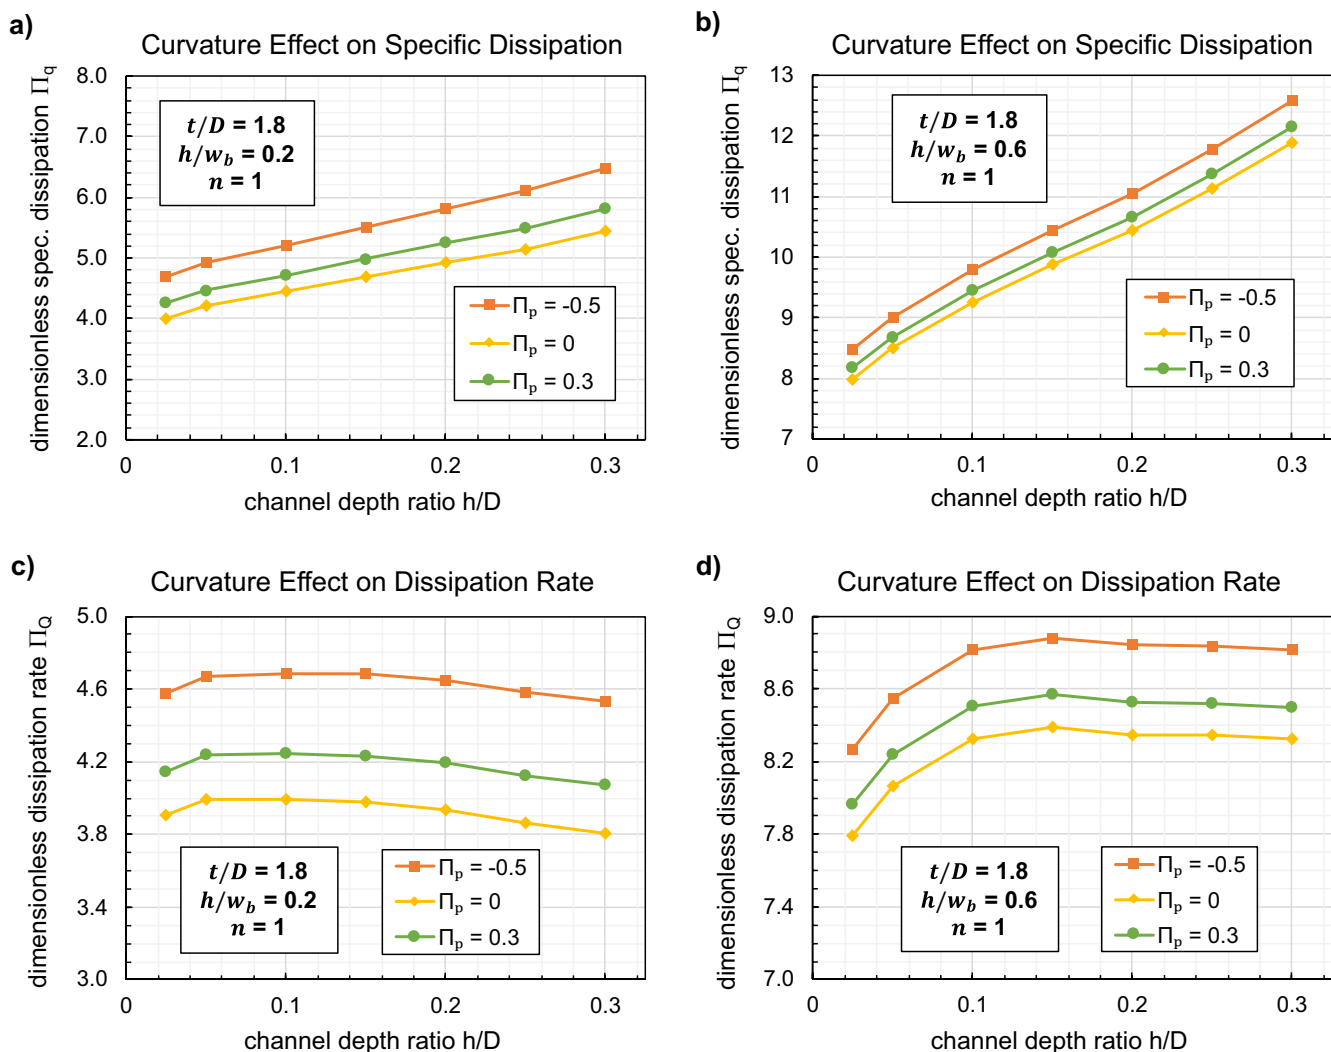 a)
Curvature Effect on Specific Dissipation
dimensionless spec. dissipation Π_q
8.0
7.0
6.0
5.0
4.0
3.0
2.0
t/D = 1.8
h/w_b = 0.2
n = 1
Π_p = -0.5
Π_p = 0
Π_p = 0.3
0 0.1 0.2 0.3
channel depth ratio h/D
b)
Curvature Effect on Specific Dissipation
dimensionless spec. dissipation Π_q
13
12
11
10
9
8
7
t/D = 1.8
h/w_b = 0.6
n = 1
Π_p = -0.5
Π_p = 0
Π_p = 0.3
0 0.1 0.2 0.3
channel depth ratio h/D
c)
Curvature Effect on Dissipation Rate
dimensionless dissipation rate Π_Q
5.0
4.6
4.2
3.8
3.4
3.0
t/D = 1.8
h/w_b = 0.2
n = 1
Π_p = -0.5
Π_p = 0
Π_p = 0.3
0 0.1 0.2 0.3
channel depth ratio h/D
d)
Curvature Effect on Dissipation Rate
dimensionless dissipation rate Π_Q
9.0
8.6
8.2
7.8
7.4
7.0
t/D = 1.8
h/w_b = 0.6
n = 1
Π_p = -0.5
Π_p = 0
Π_p = 0.3
0 0.1 0.2 0.3
channel depth ratio h/D